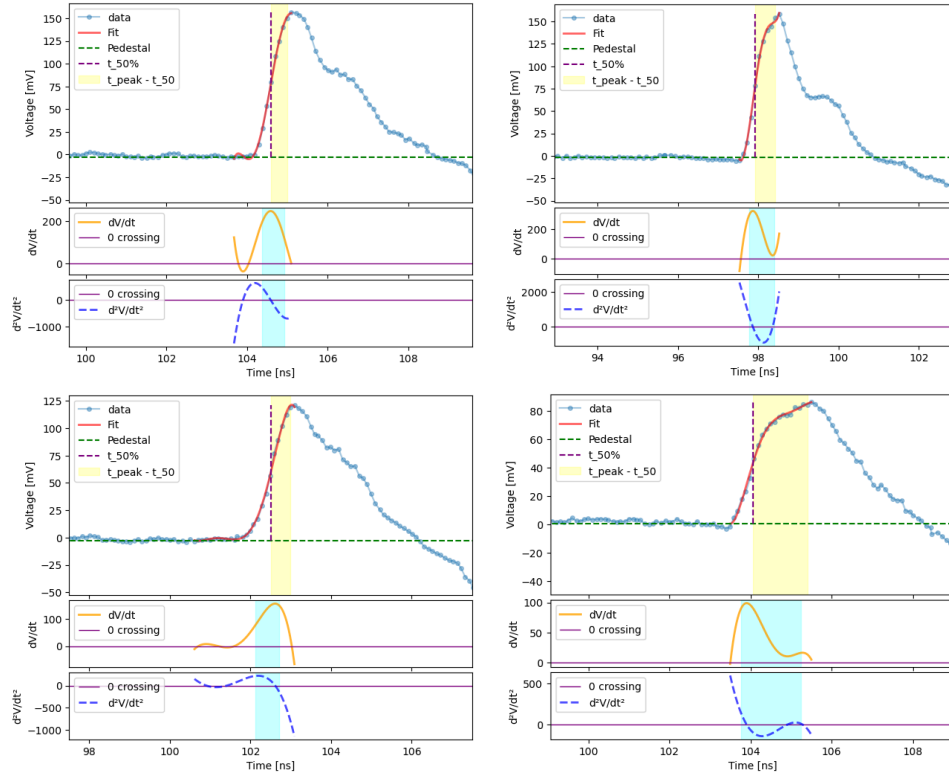 data
Fit
Pedestal
t_50%
t_peak - t_50
Voltage [mV]
150
125
100
75
50
25
0
−25
−50
dV/dt
0 crossing
dV/dt
200
0
0 crossing
d²V/dt²
d²V/dt²
0
−1000
100 102 104 106 108
Time [ns]
data
Fit
Pedestal
t_50%
t_peak - t_50
Voltage [mV]
150
125
100
75
50
25
0
−25
dV/dt
0 crossing
dV/dt
200
0
0 crossing
d²V/dt²
d²V/dt²
2000
0
94 96 98 100 102
Time [ns]
data
Fit
Pedestal
t_50%
t_peak - t_50
Voltage [mV]
125
100
75
50
25
0
−25
−50
dV/dt
0 crossing
dV/dt
100
0
0 crossing
d²V/dt²
d²V/dt²
0
−500
−1000
98 100 102 104 106
Time [ns]
data
Fit
Pedestal
t_50%
t_peak - t_50
Voltage [mV]
80
60
40
20
0
−20
−40
dV/dt
0 crossing
dV/dt
100
50
0
0 crossing
d²V/dt²
d²V/dt²
500
0
100 102 104 106 108
Time [ns]